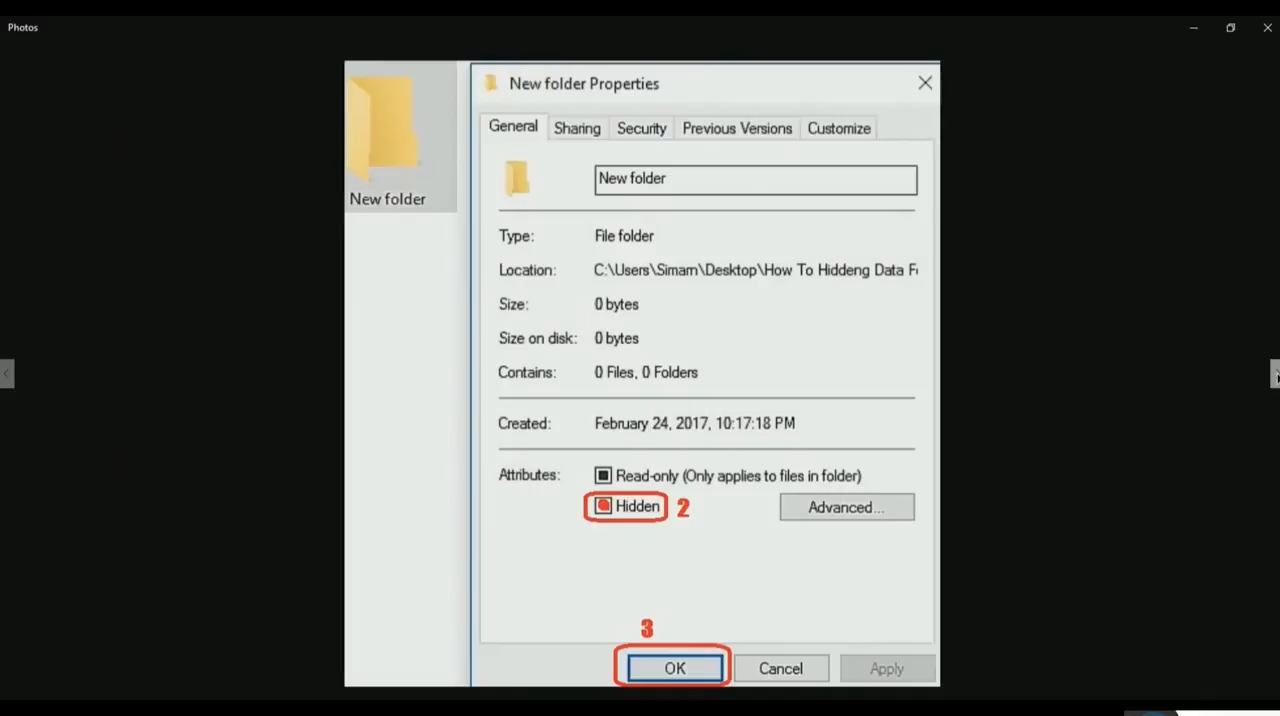 Photos
New folder Properties
General Sharing Security Previous Versions Customize
New folder
New folder
Type: File folder
Location: C:\Users\Simam\Desktop\How To Hiddeng Data F
Size: 0 bytes
Size on disk: 0 bytes
Contains: 0 Files, 0 Folders
Created: February 24, 2017, 10:17:18 PM
Attributes: Read-only (Only applies to files in folder)
Hidden 2 Advanced...
3
OK Cancel Apply